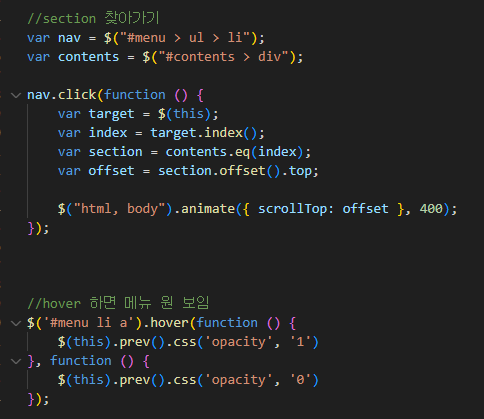 //section 찾아가기
var nav = $("#menu > ul > li");
var contents = $("#contents > div");
nav.click(function () {
var target = $(this);
var index = target.index();
var section = contents.eq(index);
var offset = section.offset().top;
$("html, body").animate({ scrollTop: offset }, 400);
});
//hover 하면 메뉴 원 보임
$('#menu li a').hover(function () {
$(this).prev().css('opacity', '1')
}, function () {
$(this).prev().css('opacity', '0')
});